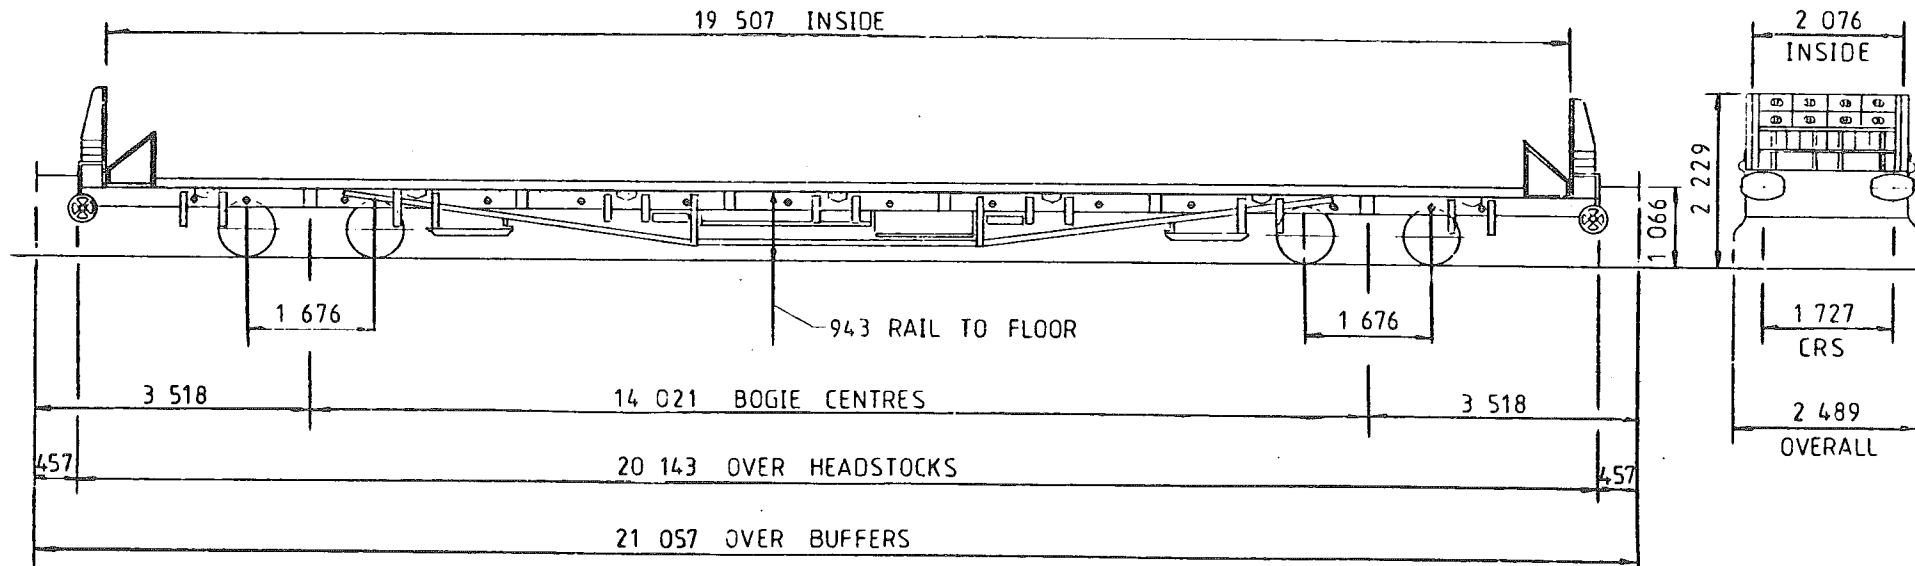 19 507 INSIDE
2 076
INSIDE
2 229
1 066
1 676
943 RAIL TO FLOOR
1 676
1 727
CRS
3 518
14 021 BOGIE CENTRES
3 518
2 489
OVERALL
457
20 143 OVER HEADSTOCKS
457
21 057 OVER BUFFERS